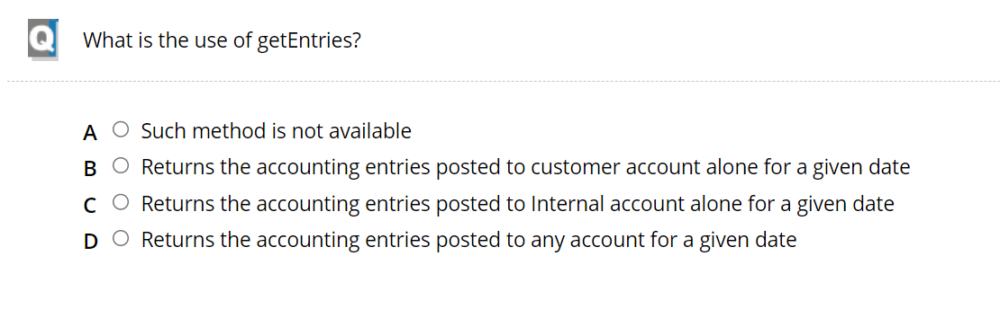 Q What is the use of getEntries?
A Such method is not available
B Returns the accounting entries posted to customer account alone for a given date
C Returns the accounting entries posted to Internal account alone for a given date
D Returns the accounting entries posted to any account for a given date